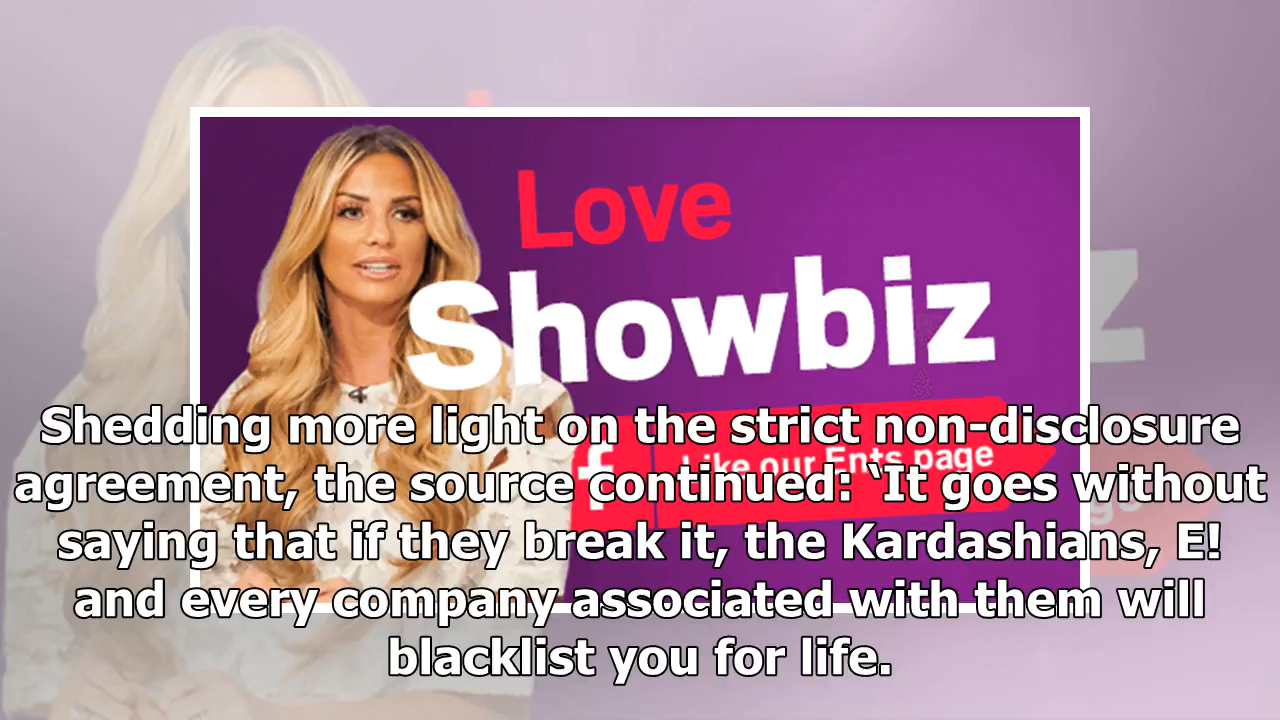 Love
Showbiz
f Like our Ents page
Shedding more light on the strict non-disclosure
agreement, the source continued: ‘It goes without
saying that if they break it, the Kardashians, E!
and every company associated with them will
blacklist you for life.